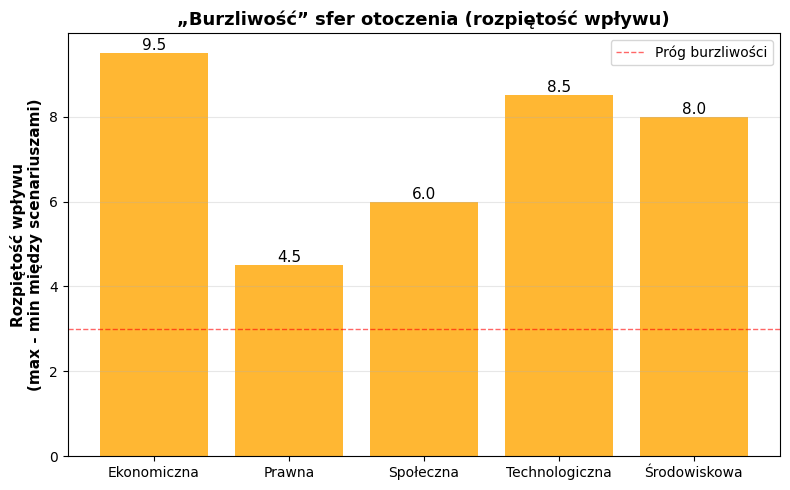 „Burzliwość” sfer otoczenia (rozpiętość wpływu)
Rozpiętość wpływu
(max - min między scenariuszami)
Próg burzliwości
9.5
4.5
6.0
8.5
8.0
8
6
4
2
0
Ekonomiczna
Prawna
Społeczna
Technologiczna
Środowiskowa